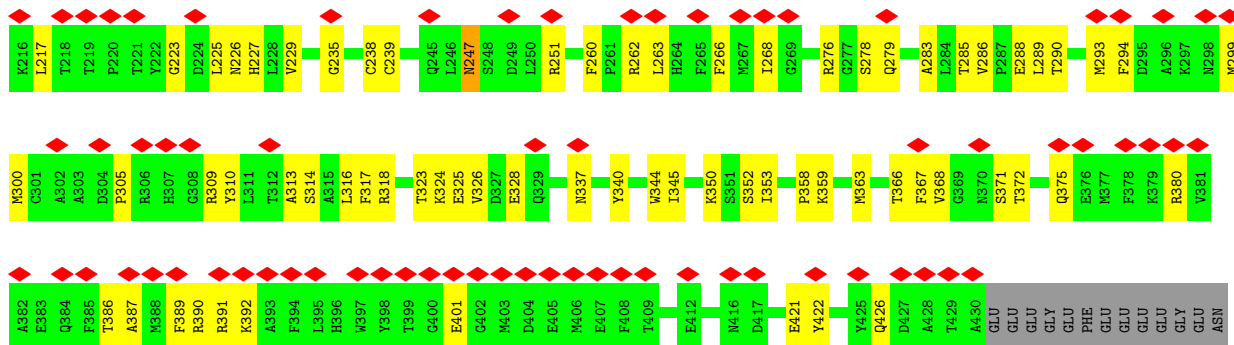 K216 L217 T218 T219 P220 T221 Y222 G223 D224 L225 N226 H227 L228 V229 G235 C238 C239 Q245 L246 N247 S248 D249 L250 R251 F260 P261 R262 L263 H264 F265 F266 M267 I268 G269 R276 G277 S278 Q279 A283 L284 T285 V286 P287 E288 L289 T290 M293 F294 D295 A296 K297 N298 M299
M300 C301 A302 A303 D304 P305 R306 H307 G308 R309 Y310 L311 T312 A313 S314 A315 L316 F317 R318 T323 K324 E325 V326 D327 E328 Q329 N337 Y340 W344 I345 K350 S351 S352 I353 P358 K359 M363 T366 F367 V368 G369 N370 S371 T372 Q375 E376 M377 F378 K379 R380 V381
A382 E383 Q384 F385 T386 A387 M388 F389 R390 R391 K392 A393 F394 L395 H396 W397 Y398 T399 G400 E401 G402 M403 D404 E405 M406 E407 F408 T409 E412 N416 D417 E421 Y422 Y425 Q426 D427 A428 T429 A430 GLU GLU GLU GLY GLU PHE GLU GLU GLU GLU GLY GLU ASN